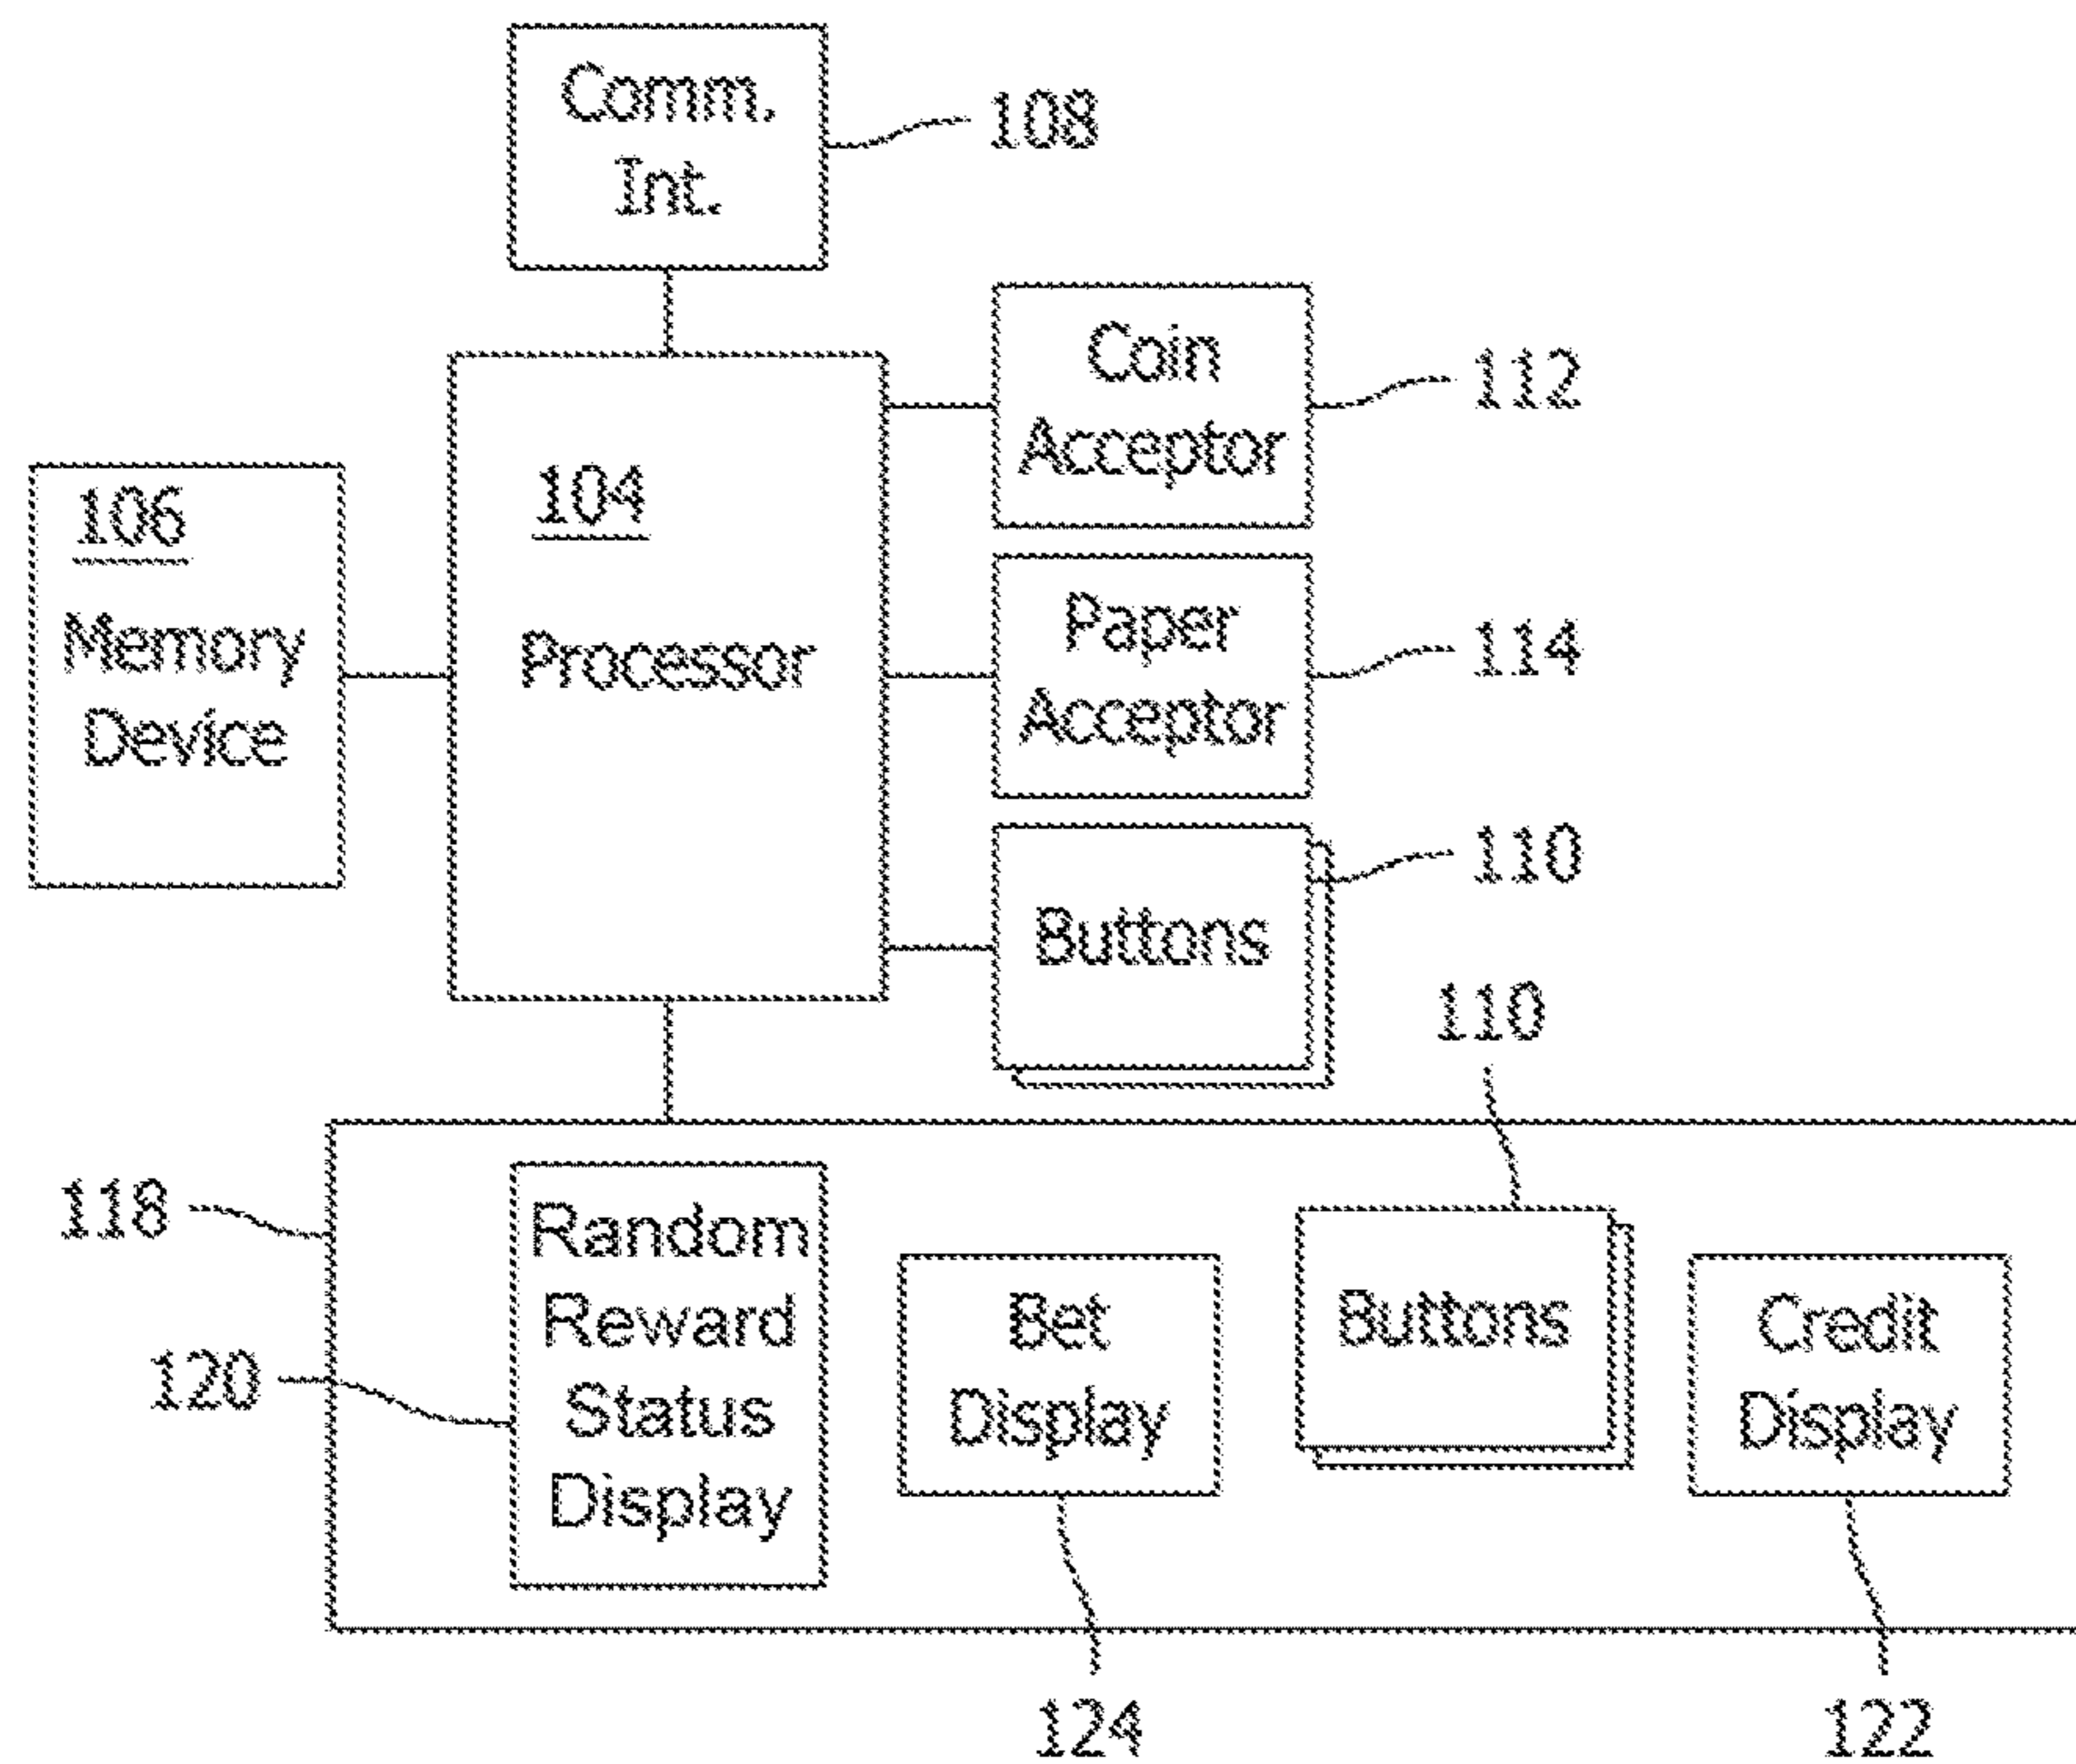 Comm.
Int.
108
Coin
Acceptor
112
106
Memory
Device
104
Processor
Paper
Acceptor
114
Buttons
110
110
118
120
Random
Reward
Status
Display
Bet
Display
Buttons
Credit
Display
124
122